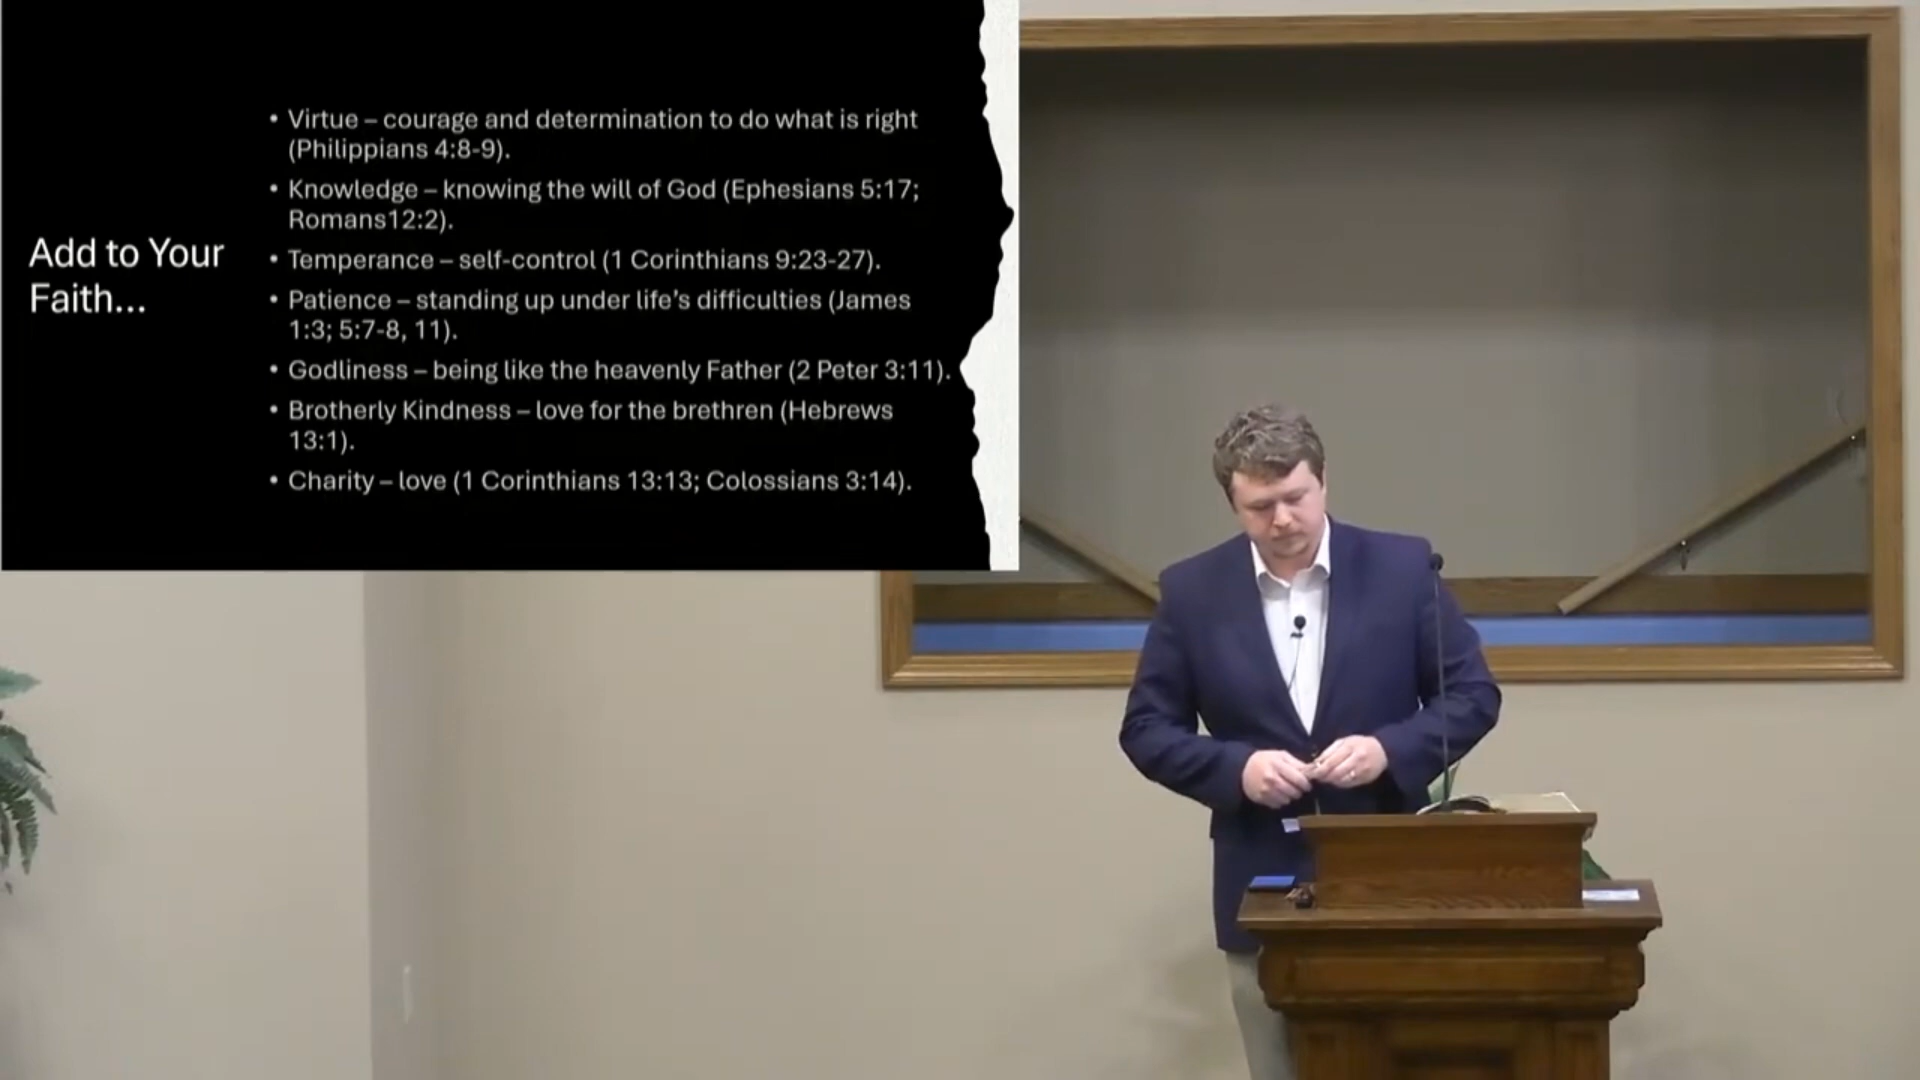 Add to Your
Faith...
• Virtue – courage and determination to do what is right
(Philippians 4:8-9).
• Knowledge – knowing the will of God (Ephesians 5:17;
Romans12:2).
• Temperance – self-control (1 Corinthians 9:23-27).
• Patience – standing up under life's difficulties (James
1:3; 5:7-8, 11).
• Godliness – being like the heavenly Father (2 Peter 3:11).
• Brotherly Kindness – love for the brethren (Hebrews
13:1).
• Charity – love (1 Corinthians 13:13; Colossians 3:14).